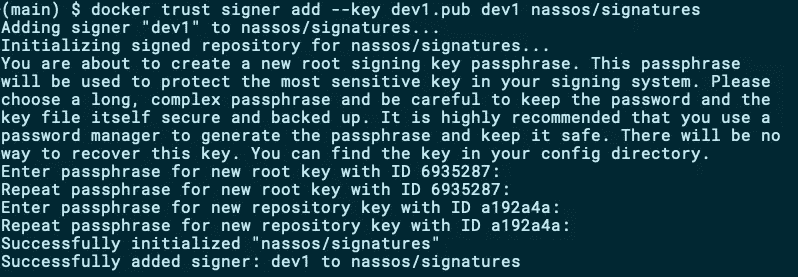 (main) $ docker trust signer add --key dev1.pub dev1 nassos/signatures
Adding signer "dev1" to nassos/signatures...
Initializing signed repository for nassos/signatures...
You are about to create a new root signing key passphrase. This passphrase
will be used to protect the most sensitive key in your signing system. Please
choose a long, complex passphrase and be careful to keep the password and the
key file itself secure and backed up. It is highly recommended that you use a
password manager to generate the passphrase and keep it safe. There will be no
way to recover this key. You can find the key in your config directory.
Enter passphrase for new root key with ID 6935287:
Repeat passphrase for new root key with ID 6935287:
Enter passphrase for new repository key with ID a192a4a:
Repeat passphrase for new repository key with ID a192a4a:
Successfully initialized "nassos/signatures"
Successfully added signer: dev1 to nassos/signatures